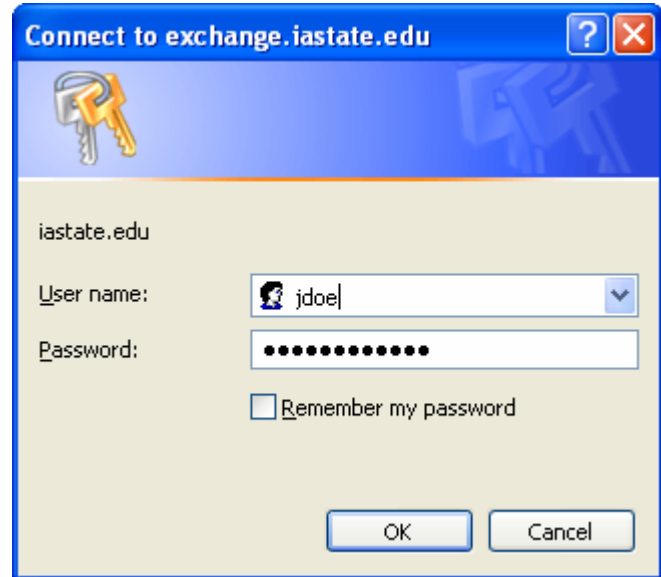 Connect to exchange.iastate.edu
iastate.edu
User name: jdoe
Password: ••••••••••••
Remember my password
OK Cancel